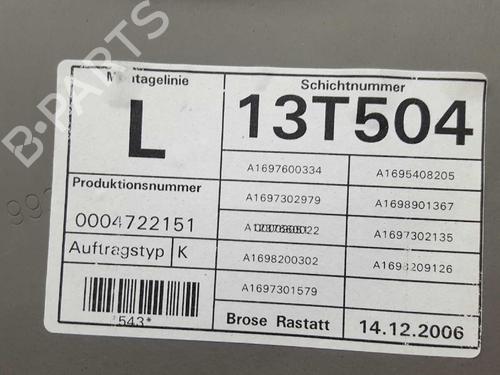 B-PARTS
Montagelinie
L
Schichtnummer
13T504
Produktionsnummer
0004722151
Auftragstyp K
A1697600334
A1697302979
A1698200302
A1697301579
A1695408205
A1698901367
A1697302135
A1698209126
543*
Brose Rastatt
14.12.2006